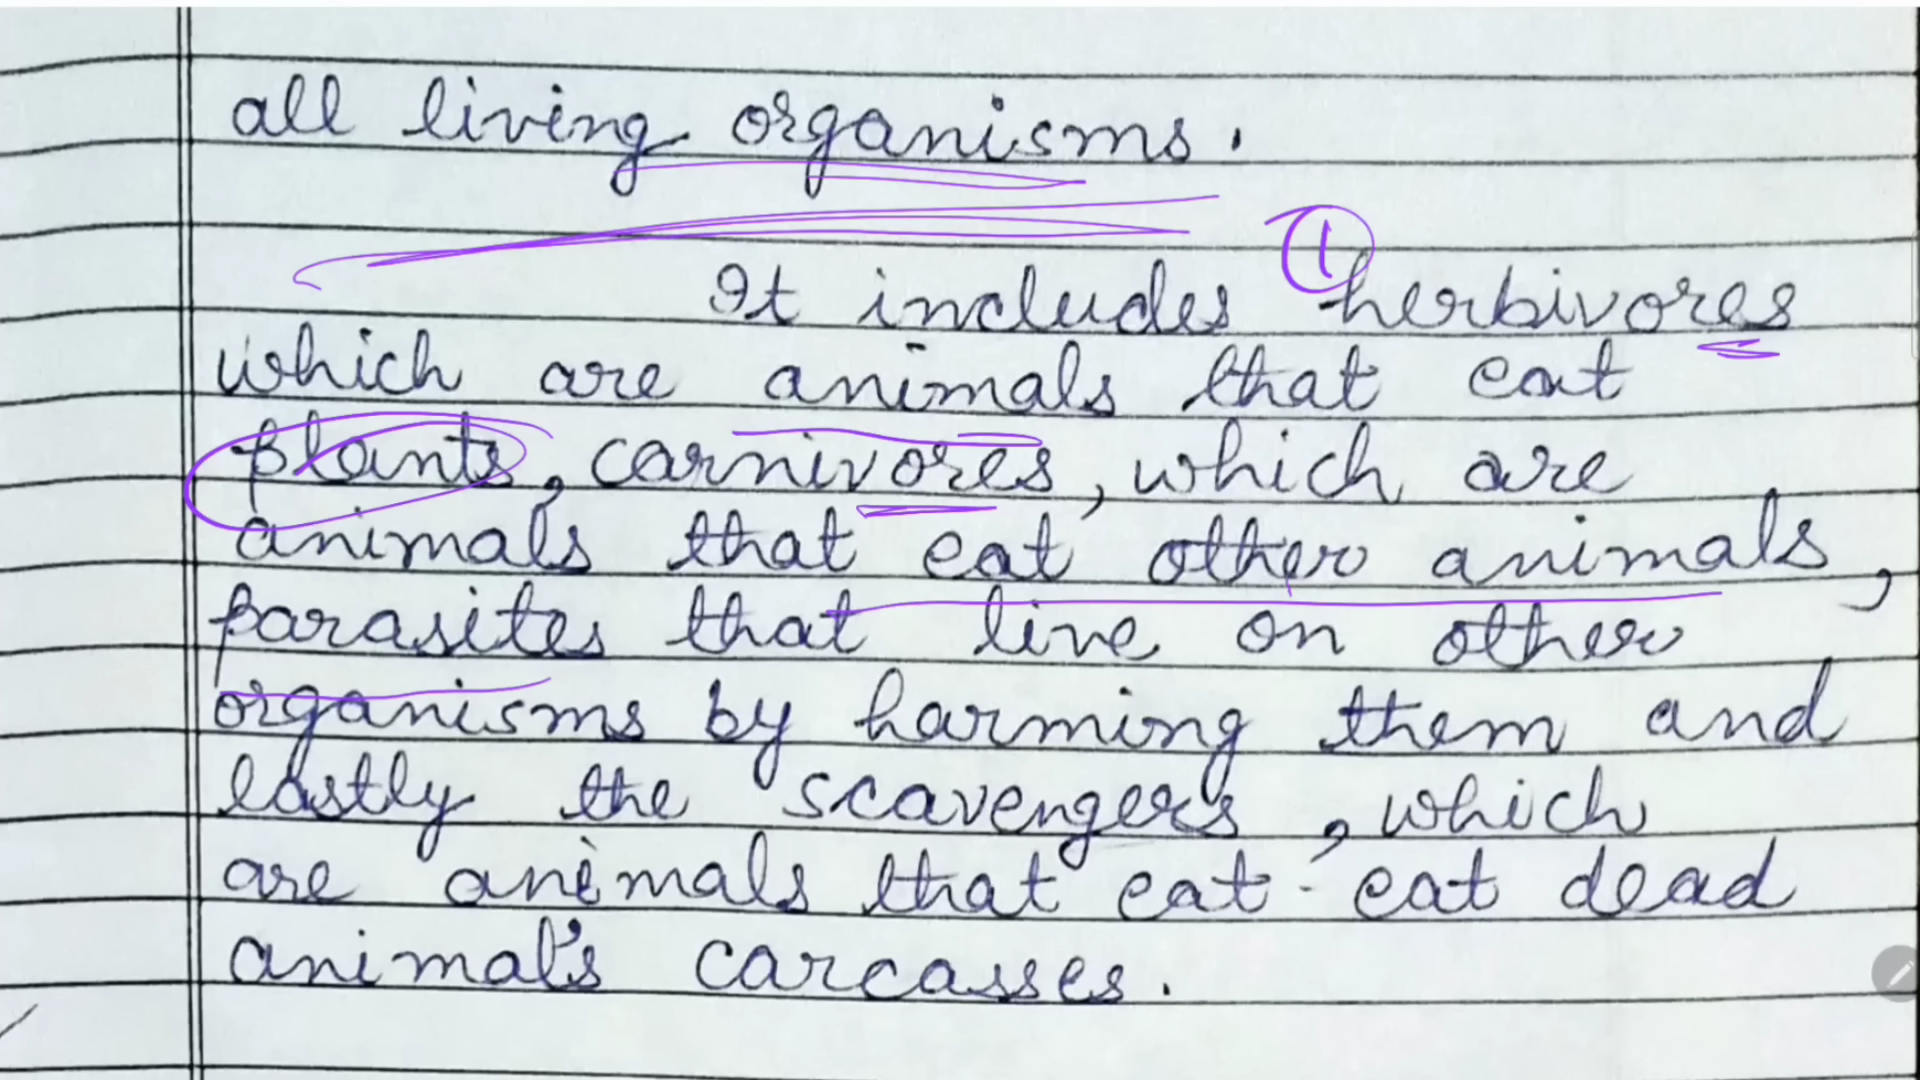 all living organisms.
①
It includes herbivores
which are animals that eat
plants, carnivores, which are
animals that eat other animals,
parasites that live on other
organisms by harming them and
lastly the scavengers, which
are animals that eat eat dead
animal's carcasses.